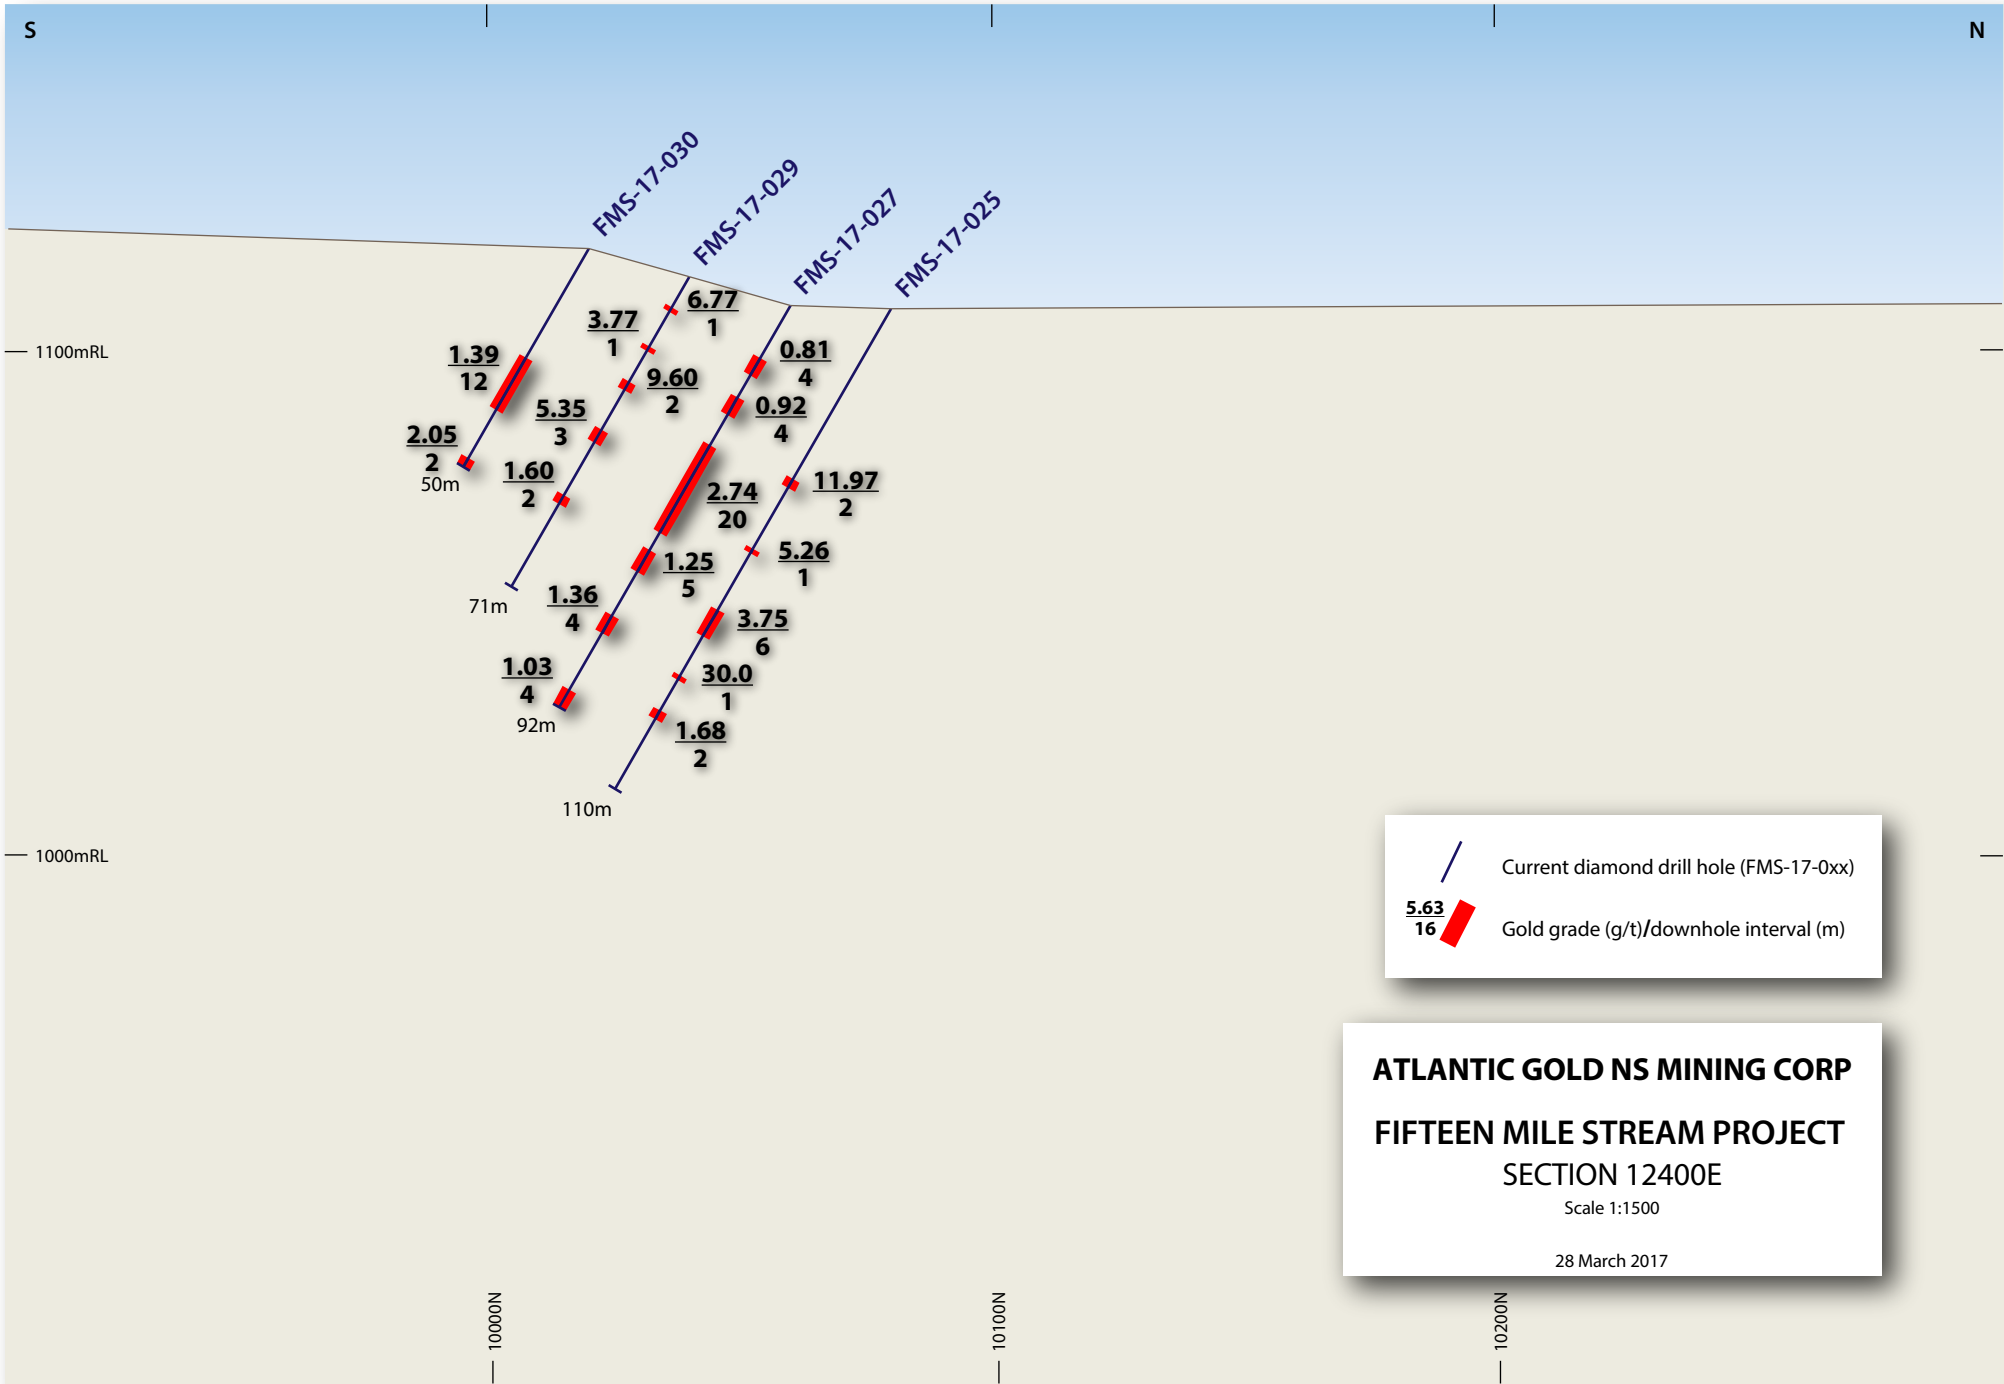 S
N
FMS-17-030
FMS-17-029
FMS-17-027
FMS-17-025
1100mRL
1000mRL
1.39
12
2.05
2
50m
6.77
1
3.77
1
9.60
2
5.35
3
1.60
2
71m
0.81
4
0.92
4
2.74
20
1.25
5
1.36
4
1.03
4
92m
11.97
2
5.26
1
3.75
6
30.0
1
1.68
2
110m
Current diamond drill hole (FMS-17-0xx)
5.63
16
Gold grade (g/t)/downhole interval (m)
ATLANTIC GOLD NS MINING CORP
FIFTEEN MILE STREAM PROJECT
SECTION 12400E
Scale 1:1500
28 March 2017
10000N
10100N
10200N